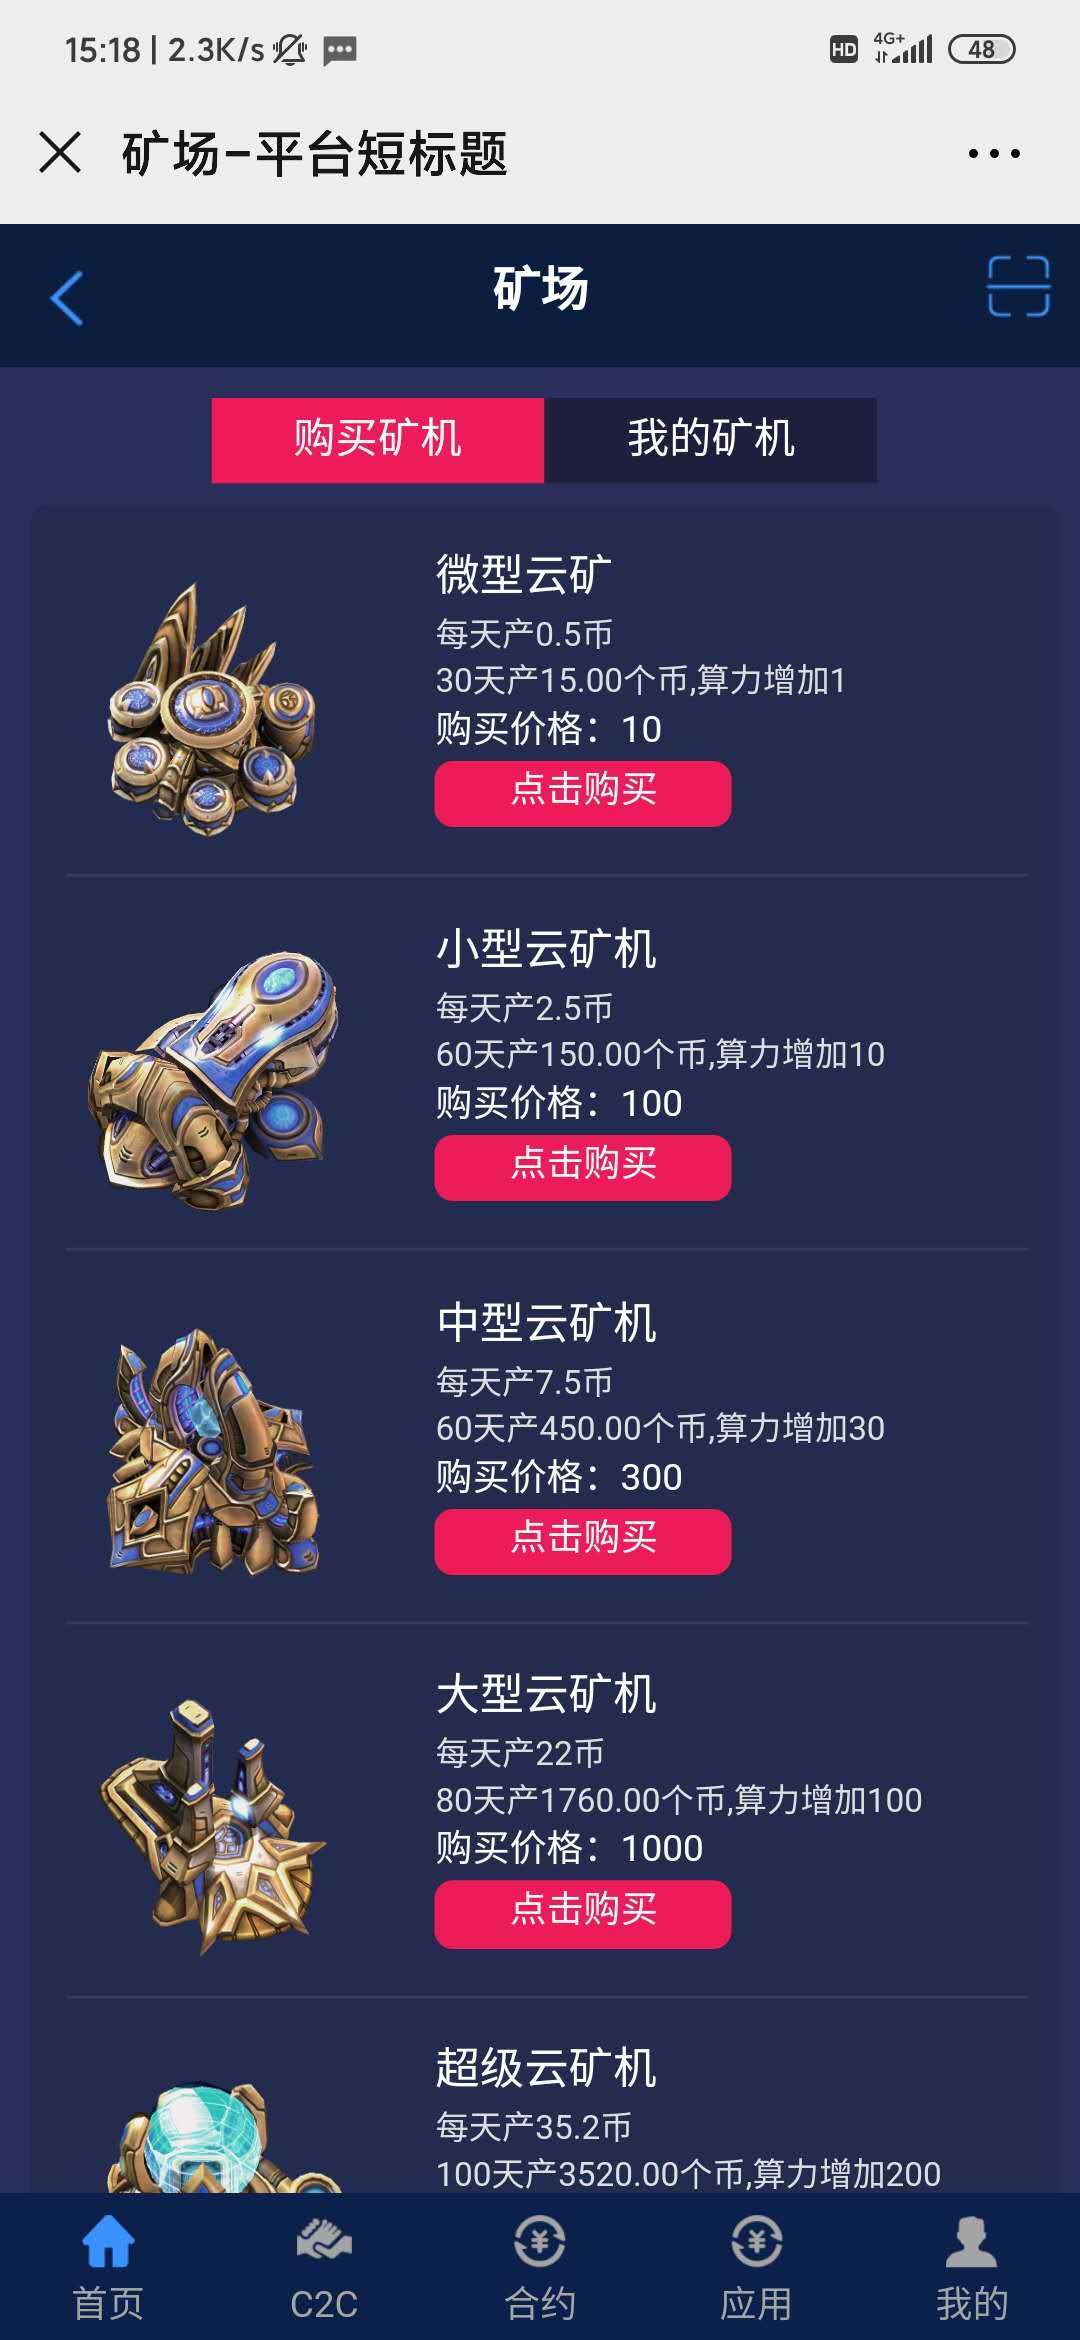 15:18 | 2.3K/s HD 4G+ 48
矿场-平台短标题
矿场
购买矿机 我的矿机
微型云矿
每天产0.5币
30天产15.00个币,算力增加1
购买价格：10
点击购买
小型云矿机
每天产2.5币
60天产150.00个币,算力增加10
购买价格：100
点击购买
中型云矿机
每天产7.5币
60天产450.00个币,算力增加30
购买价格：300
点击购买
大型云矿机
每天产22币
80天产1760.00个币,算力增加100
购买价格：1000
点击购买
超级云矿机
每天产35.2币
100天产3520.00个币,算力增加200
首页 C2C 合约 应用 我的